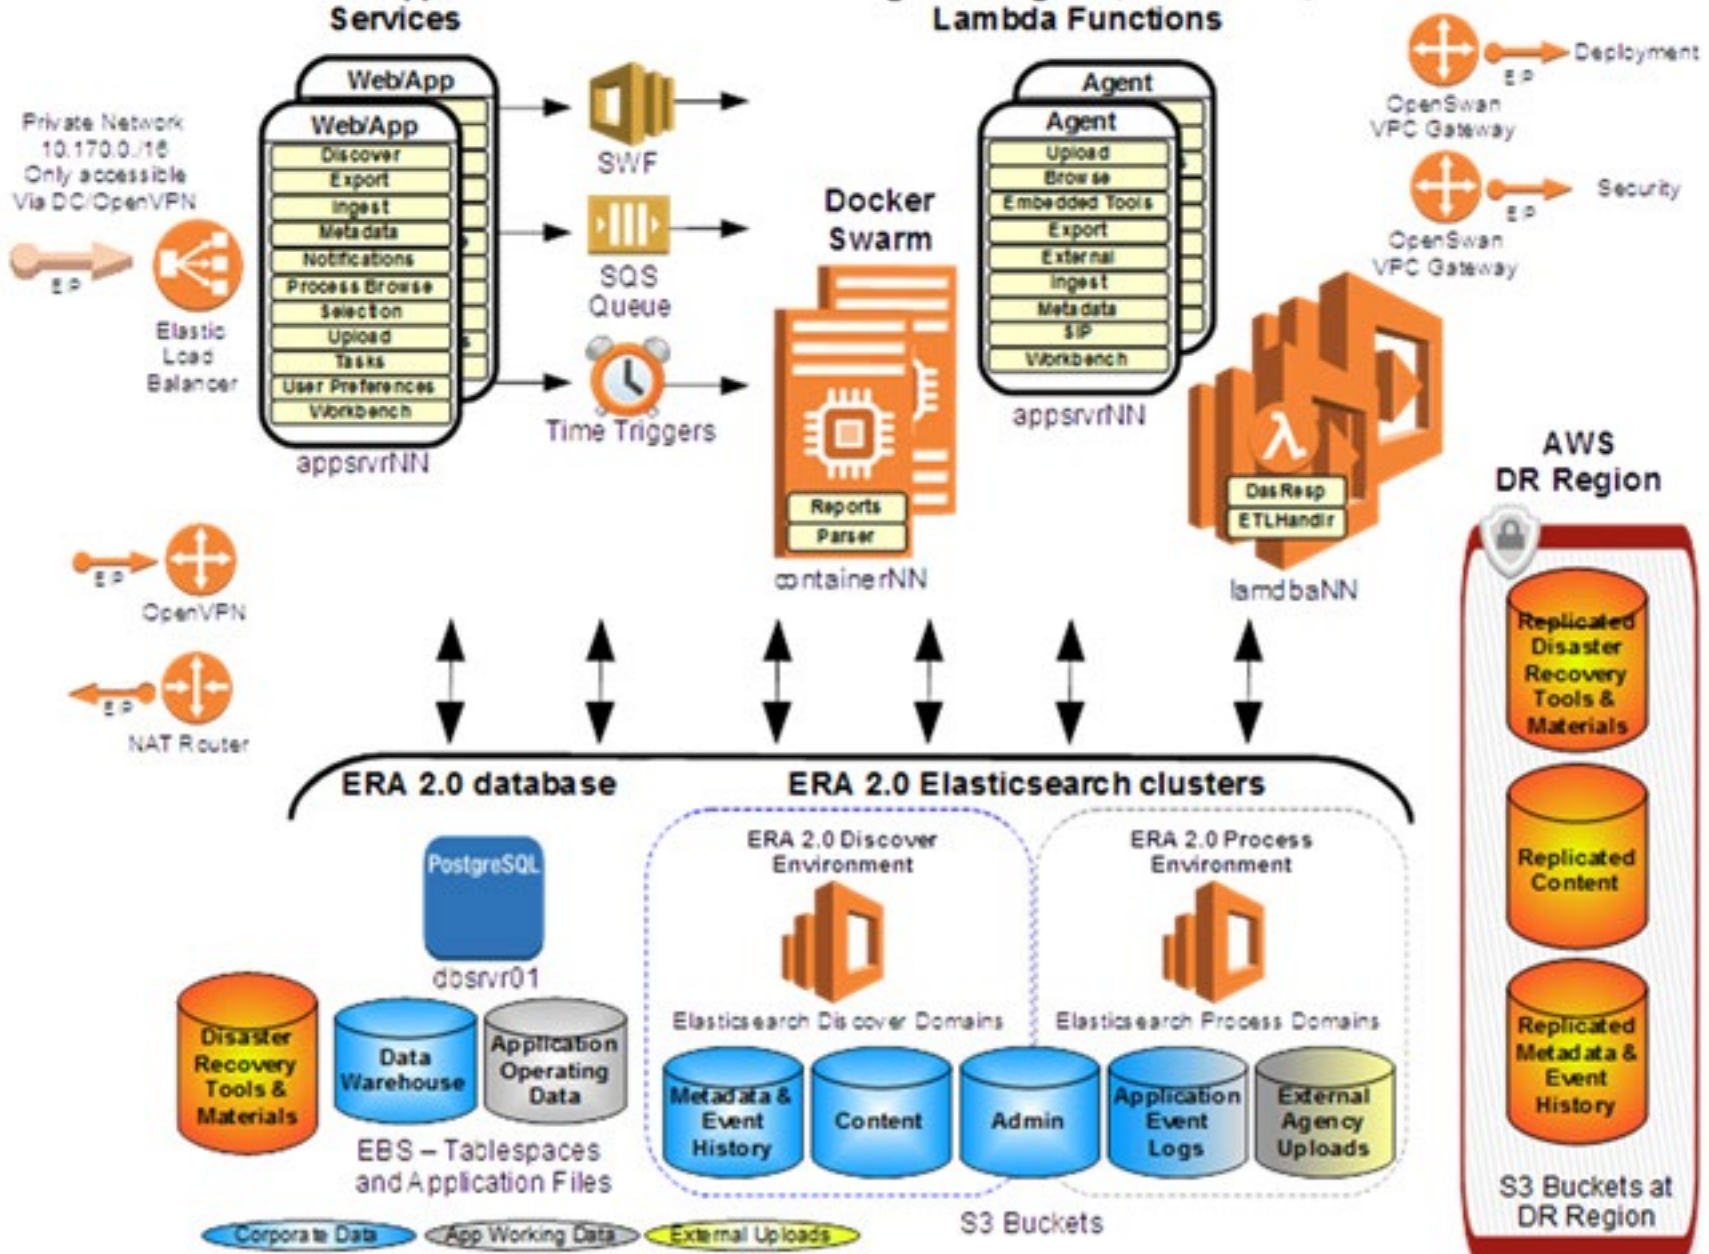 Services
Lambda Functions
Private Network
10.170.0./16
Only accessible
Via DC/OpenVPN
EIP
Elastic
Load
Balancer
Web/App
Web/App
Discover
Export
Ingest
Metadata
Notifications
Process Browse
Selection
Upload
Tasks
User Preferences
Workbench
appsrvrNN
SWF
SQS
Queue
Time Triggers
Docker
Swarm
Reports
Parser
containerNN
Agent
Agent
Upload
Browse
Embedded Tools
Export
External
Ingest
Metadata
SIP
Workbench
appsrvrNN
λ
DasResp
ETLHandlr
lamdbaNN
Deployment
EIP
OpenSwan
VPC Gateway
Security
EIP
OpenSwan
VPC Gateway
EIP
OpenVPN
EIP
NAT Router
AWS
DR Region
Replicated
Disaster
Recovery
Tools &
Materials
Replicated
Content
Replicated
Metadata &
Event
History
S3 Buckets at
DR Region
ERA 2.0 database
ERA 2.0 Elasticsearch clusters
PostgreSQL
dbsrvr01
ERA 2.0 Discover
Environment
Elasticsearch Discover Domains
ERA 2.0 Process
Environment
Elasticsearch Process Domains
Disaster
Recovery
Tools &
Materials
Data
Warehouse
Application
Operating
Data
EBS – Tablespaces
and Application Files
Metadata &
Event
History
Content
Admin
Application
Event
Logs
External
Agency
Uploads
S3 Buckets
Corporate Data
App Working Data
External Uploads